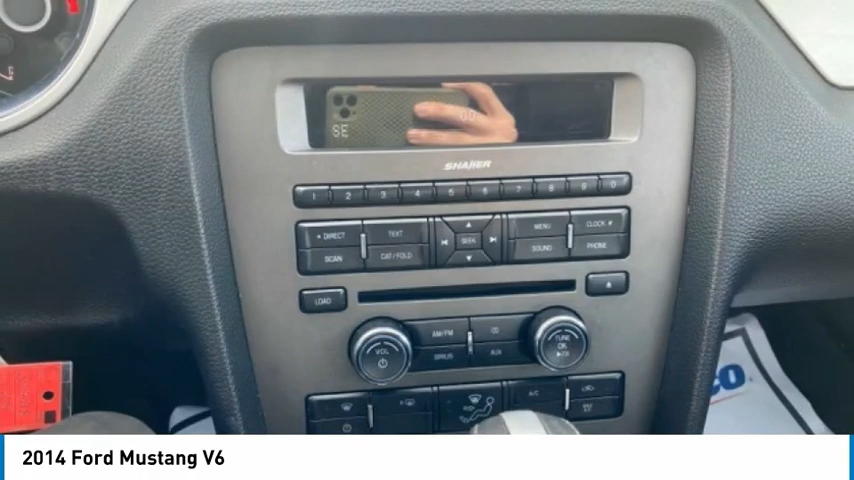 SE
SHAKER
1 2 3 4 5 6 7 8 9 0
DIRECT TEXT SEEK MENU CLOCK
SCAN CAT/FOLD SOUND PHONE
LOAD
VOL AM/FM CD TUNE
OK
SIRIUS AUX
A/C
2014 Ford Mustang V6